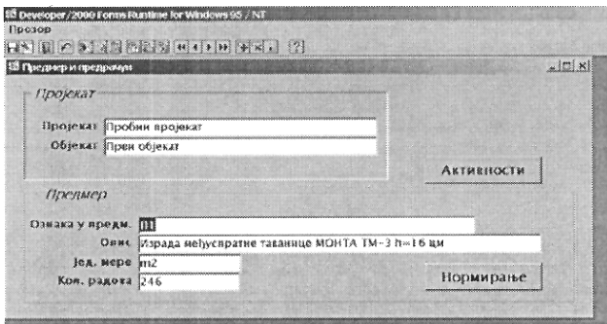 Developer/2000 Forms Runtime for Windows 95 / NT
Прозор
Предмер и предрачун
Пројекат
Пројекат Пробни пројекат
Објекат Први објекат
Активности
Предмер
Ознака у предм. 01
Опис Израда међуспратне таванице МОНТА ТМ-3 h=16 цм
Јед. мере m2
Кол. радова 246
Нормирање